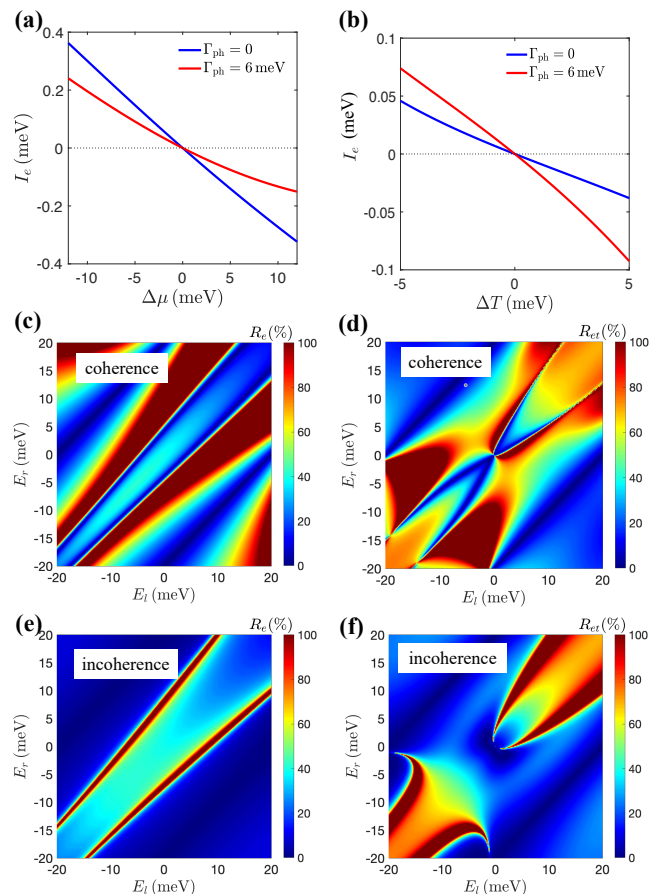 (a)
0.4
0.2
0
-0.2
-0.4
I_e (meV)
Γ_ph = 0
Γ_ph = 6 meV
-10 -5 0 5 10
Δμ (meV)
(b)
0.1
0.05
0
-0.05
-0.1
I_e (meV)
Γ_ph = 0
Γ_ph = 6 meV
-5 0 5
ΔT (meV)
(c)
R_e(%)
coherence
20
15
10
5
0
-5
-10
-15
-20
E_r (meV)
-20 -10 0 10 20
E_l (meV)
100
80
60
40
20
0
(d)
R_et(%)
coherence
20
15
10
5
0
-5
-10
-15
-20
E_r (meV)
-20 -10 0 10 20
E_l (meV)
100
80
60
40
20
0
(e)
R_e(%)
incoherence
20
15
10
5
0
-5
-10
-15
-20
E_r (meV)
-20 -10 0 10 20
E_l (meV)
100
80
60
40
20
0
(f)
R_et(%)
incoherence
20
15
10
5
0
-5
-10
-15
-20
E_r (meV)
-20 -10 0 10 20
E_l (meV)
100
80
60
40
20
0